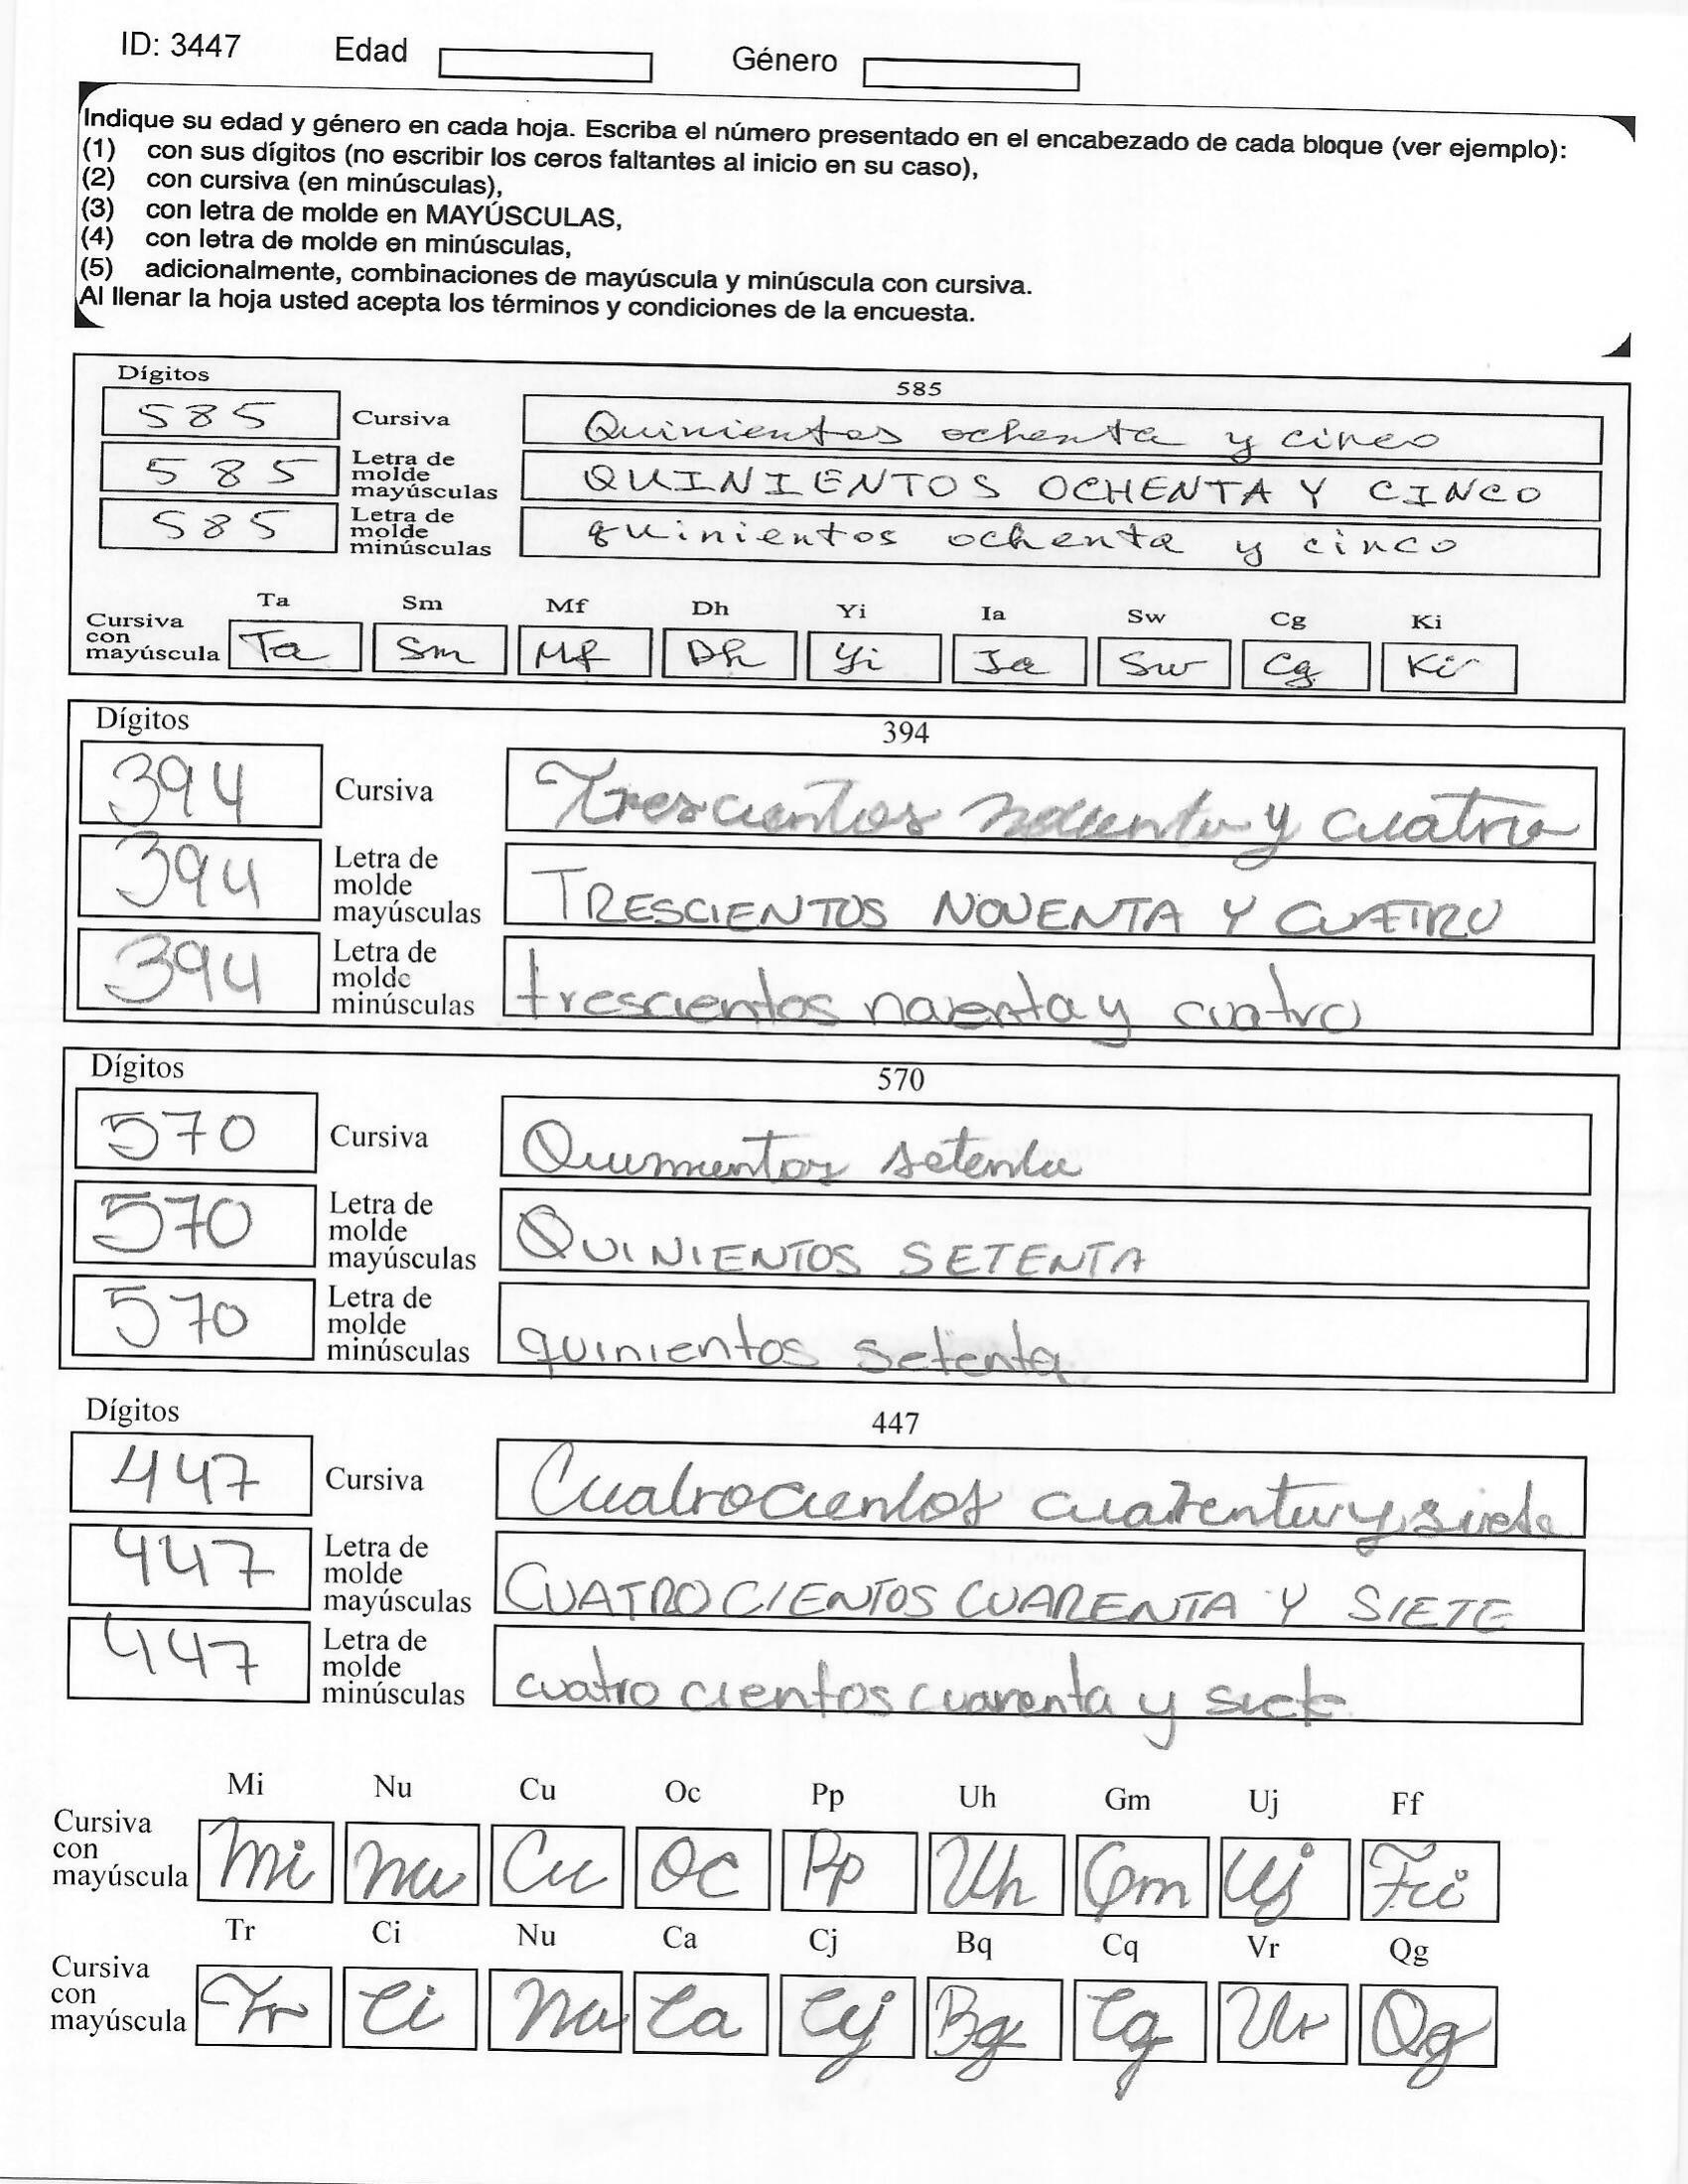 ID: 3447 Edad Género
Indique su edad y género en cada hoja. Escriba el número presentado en el encabezado de cada bloque (ver ejemplo):
(1) con sus dígitos (no escribir los ceros faltantes al inicio en su caso),
(2) con cursiva (en minúsculas),
(3) con letra de molde en MAYÚSCULAS,
(4) con letra de molde en minúsculas,
(5) adicionalmente, combinaciones de mayúscula y minúscula con cursiva.
Al llenar la hoja usted acepta los términos y condiciones de la encuesta.
Dígitos 585
585 Cursiva Quinientos ochenta y cinco
585 Letra de molde mayúsculas QUINIENTOS OCHENTA Y CINCO
585 Letra de molde minúsculas quinientos ochenta y cinco
Ta Sm Mf Dh Yi Ia Sw Cg Ki
Cursiva con mayúscula Ta Sm Mf Dh Yi Ia Sw Cg Ki
Dígitos 394
394 Cursiva Trescientos noventa y cuatro
394 Letra de molde mayúsculas TRESCIENTOS NOVENTA Y CUATRO
394 Letra de molde minúsculas trescientos noventa y cuatro
Dígitos 570
570 Cursiva Quinientos setenta
570 Letra de molde mayúsculas QUINIENTOS SETENTA
570 Letra de molde minúsculas quinientos setenta
Dígitos 447
447 Cursiva Cuatrocientos cuarenta y siete
447 Letra de molde mayúsculas CUATROCIENTOS CUARENTA Y SIETE
447 Letra de molde minúsculas cuatro cientos cuarenta y siete
Mi Nu Cu Oc Pp Uh Gm Uj Ff
Cursiva con mayúscula Mi Nu Cu Oc Pp Uh Gm Uj
Tr Ci Nu Ca Cj Bq Cq Vr Qg
Cursiva con mayúscula Tr Ci Nu Ca Cj Bq Cq Vr Qg